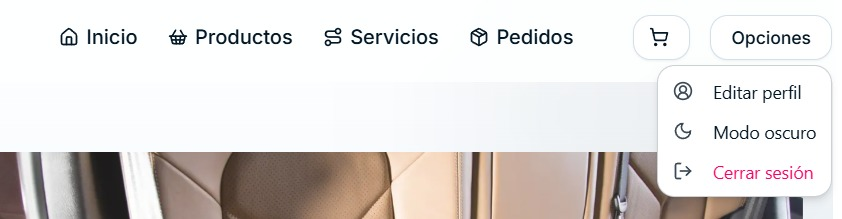 Inicio Productos Servicios Pedidos Opciones
Editar perfil
Modo oscuro
Cerrar sesión